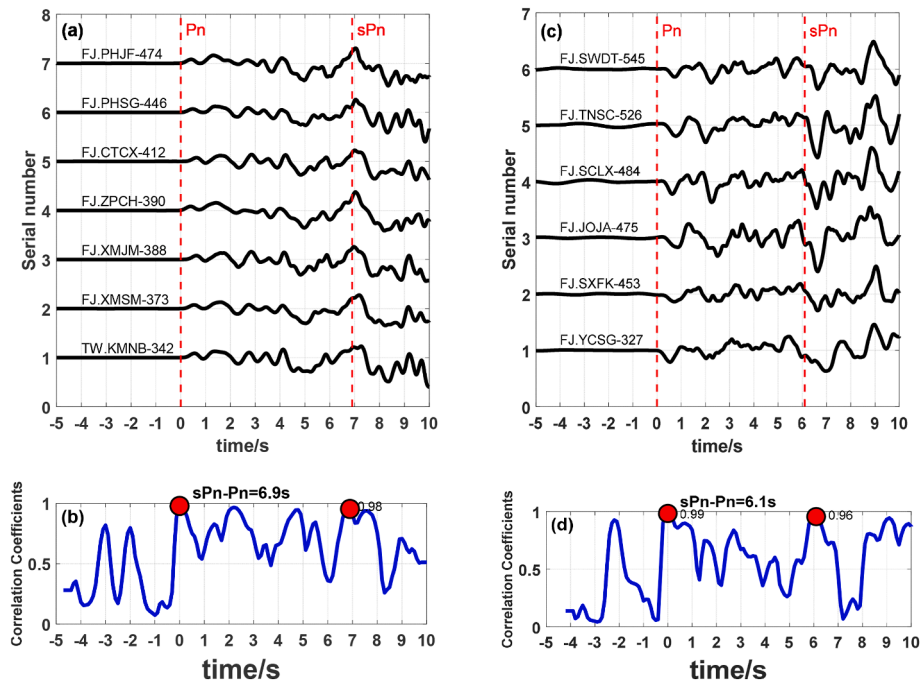 (a)
Pn
sPn
8
7
6
5
4
3
2
1
0
Serial number
FJ.PHJF-474
FJ.PHSG-446
FJ.CTCX-412
FJ.ZPCH-390
FJ.XMJM-388
FJ.XMSM-373
TW.KMNB-342
-5 -4 -3 -2 -1 0 1 2 3 4 5 6 7 8 9 10
time/s
(c)
Pn
sPn
7
6
5
4
3
2
1
0
Serial number
FJ.SWDT-545
FJ.TNSC-526
FJ.SCLX-484
FJ.JOJA-475
FJ.SXFK-453
FJ.YCSG-327
-5 -4 -3 -2 -1 0 1 2 3 4 5 6 7 8 9 10
time/s
sPn-Pn=6.9s
(b)
0.98
1
0.5
0
Correlation Coefficients
-5 -4 -3 -2 -1 0 1 2 3 4 5 6 7 8 9 10
time/s
sPn-Pn=6.1s
(d)
0.99
0.96
1
0.5
0
Correlation Coefficients
-5 -4 -3 -2 -1 0 1 2 3 4 5 6 7 8 9 10
time/s